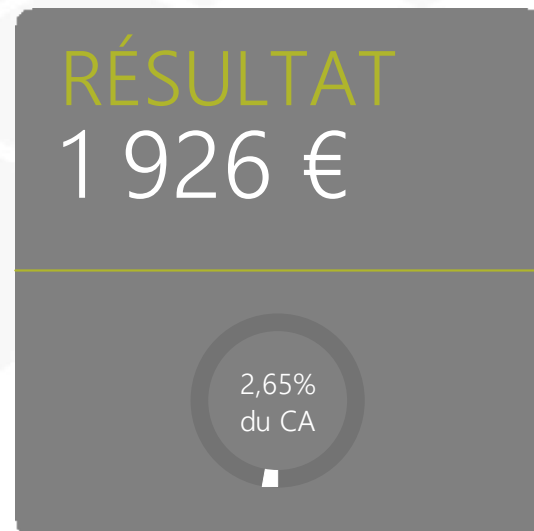 RÉSULTAT
1 926 €
2,65%
du CA